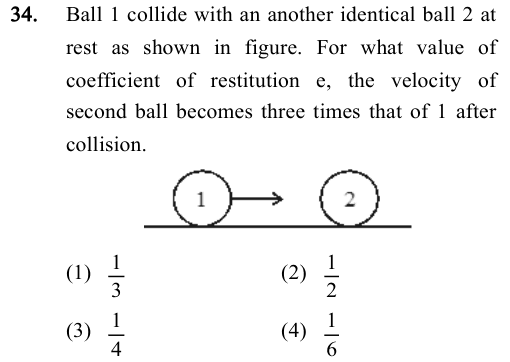 34. Ball 1 collide with an another identical ball 2 at
rest as shown in figure. For what value of
coefficient of restitution e, the velocity of
second ball becomes three times that of 1 after
collision.
1 2
(1) 1/3 (2) 1/2
(3) 1/4 (4) 1/6